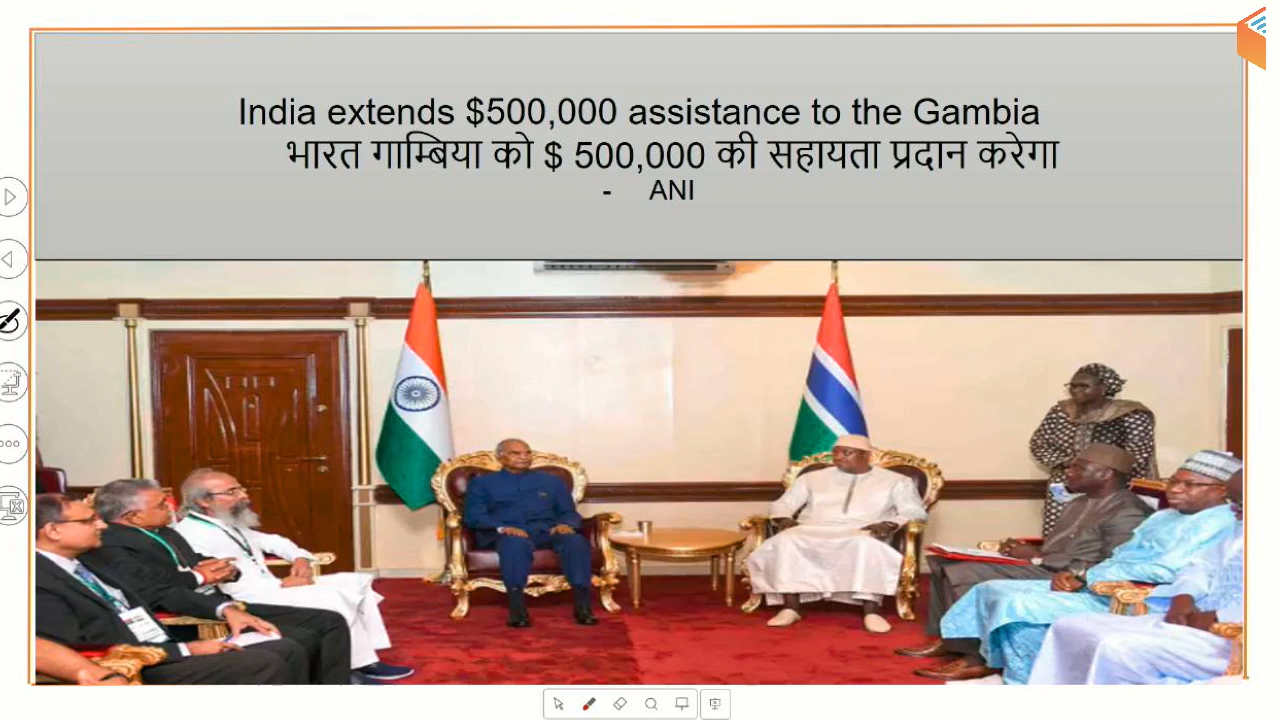 India extends $500,000 assistance to the Gambia
भारत गाम्बिया को $ 500,000 की सहायता प्रदान करेगा
- ANI